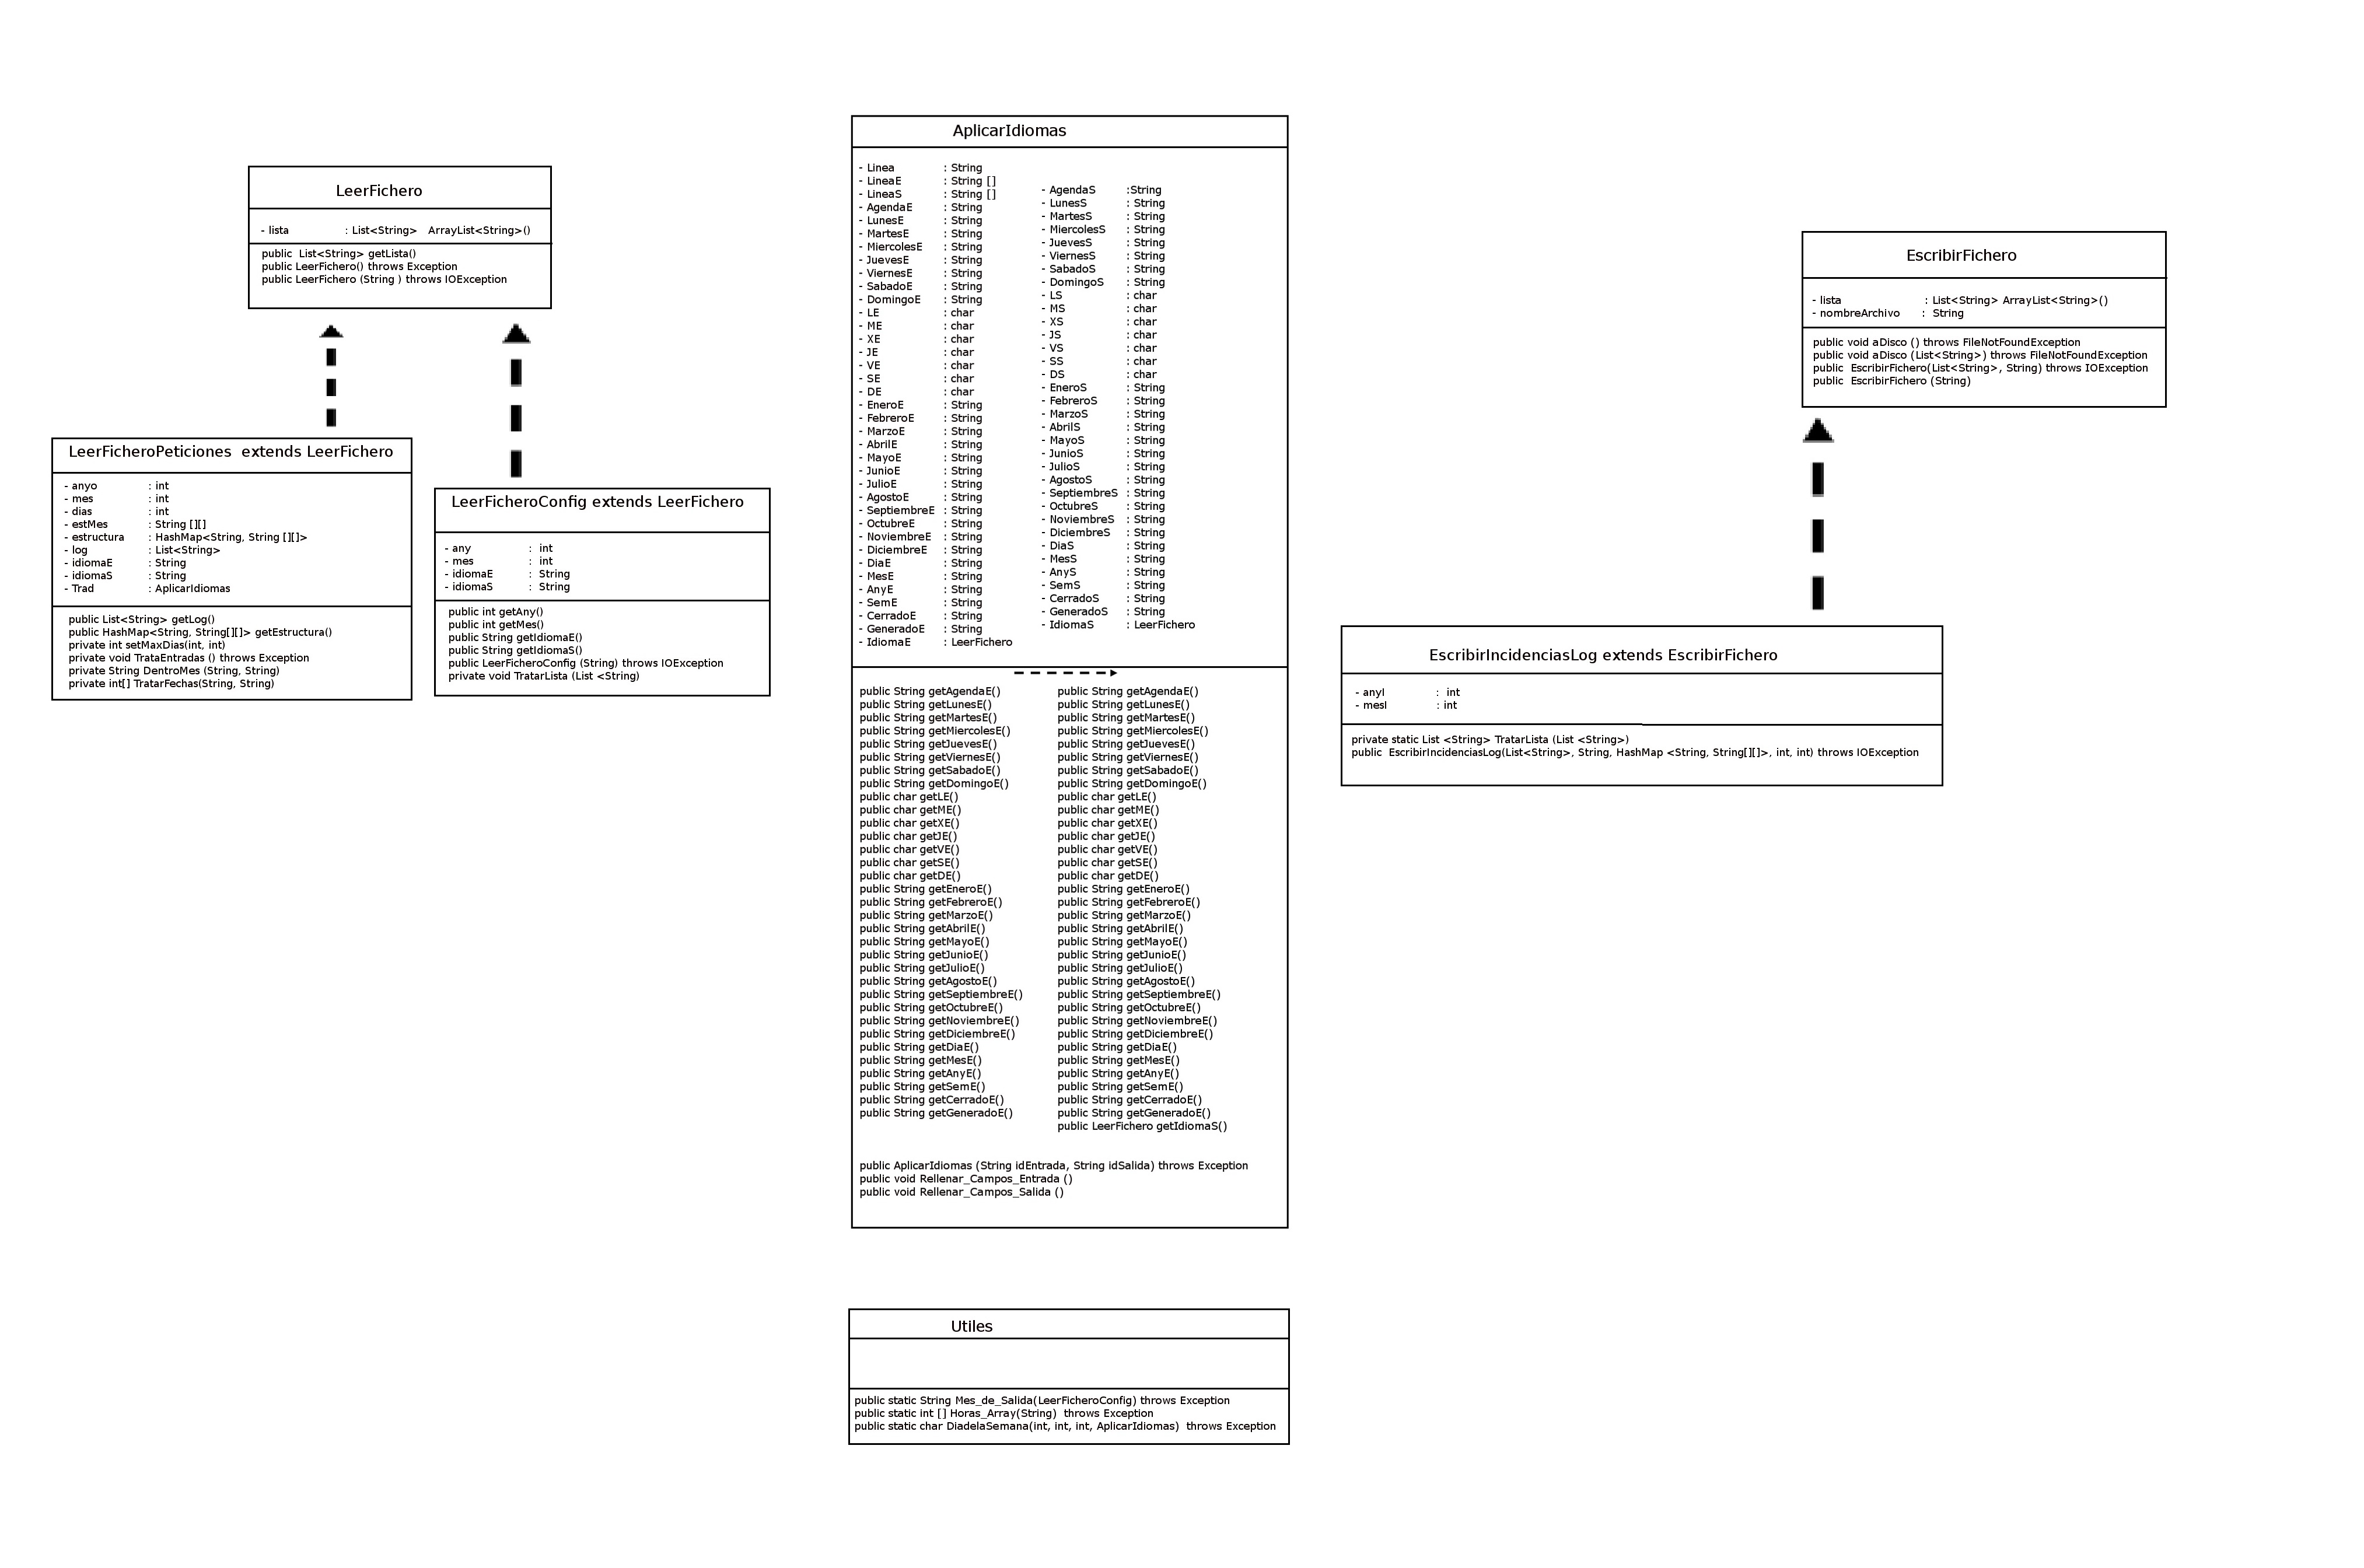 LeerFichero
- lista : List<String> ArrayList<String>()
public List<String> getLista()
public LeerFichero() throws Exception
public LeerFichero (String ) throws IOException
LeerFicheroPeticiones extends LeerFichero
- anyo : int
- mes : int
- dias : int
- estMes : String [][]
- estructura : HashMap<String, String [][]>
- log : List<String>
- idiomaE : String
- idiomaS : String
- Trad : AplicarIdiomas
public List<String> getLog()
public HashMap<String, String[][]> getEstructura()
private int setMaxDias(int, int)
private void TrataEntradas () throws Exception
private String DentroMes (String, String)
private int[] TratarFechas(String, String)
LeerFicheroConfig extends LeerFichero
- any : int
- mes : int
- idiomaE : String
- idiomaS : String
public int getAny()
public int getMes()
public String getIdiomaE()
public String getIdiomaS()
public LeerFicheroConfig (String) throws IOException
private void TratarLista (List <String)
AplicarIdiomas
- Linea : String
- LineaE : String []
- LineaS : String []
- AgendaE : String
- LunesE : String
- MartesE : String
- MiercolesE : String
- JuevesE : String
- ViernesE : String
- SabadoE : String
- DomingoE : String
- LE : char
- ME : char
- XE : char
- JE : char
- VE : char
- SE : char
- DE : char
- EneroE : String
- FebreroE : String
- MarzoE : String
- AbrilE : String
- MayoE : String
- JunioE : String
- JulioE : String
- AgostoE : String
- SeptiembreE : String
- OctubreE : String
- NoviembreE : String
- DiciembreE : String
- DiaE : String
- MesE : String
- AnyE : String
- SemE : String
- CerradoE : String
- GeneradoE : String
- IdiomaE : LeerFichero
- AgendaS :String
- LunesS : String
- MartesS : String
- MiercolesS : String
- JuevesS : String
- ViernesS : String
- SabadoS : String
- DomingoS : String
- LS : char
- MS : char
- XS : char
- JS : char
- VS : char
- SS : char
- DS : char
- EneroS : String
- FebreroS : String
- MarzoS : String
- AbrilS : String
- MayoS : String
- JunioS : String
- JulioS : String
- AgostoS : String
- SeptiembreS : String
- OctubreS : String
- NoviembreS : String
- DiciembreS : String
- DiaS : String
- MesS : String
- AnyS : String
- SemS : String
- CerradoS : String
- GeneradoS : String
- IdiomaS : LeerFichero
public String getAgendaE()
public String getLunesE()
public String getMartesE()
public String getMiercolesE()
public String getJuevesE()
public String getViernesE()
public String getSabadoE()
public String getDomingoE()
public char getLE()
public char getME()
public char getXE()
public char getJE()
public char getVE()
public char getSE()
public char getDE()
public String getEneroE()
public String getFebreroE()
public String getMarzoE()
public String getAbrilE()
public String getMayoE()
public String getJunioE()
public String getJulioE()
public String getAgostoE()
public String getSeptiembreE()
public String getOctubreE()
public String getNoviembreE()
public String getDiciembreE()
public String getDiaE()
public String getMesE()
public String getAnyE()
public String getSemE()
public String getCerradoE()
public String getGeneradoE()
public String getAgendaE()
public String getLunesE()
public String getMartesE()
public String getMiercolesE()
public String getJuevesE()
public String getViernesE()
public String getSabadoE()
public String getDomingoE()
public char getLE()
public char getME()
public char getXE()
public char getJE()
public char getVE()
public char getSE()
public char getDE()
public String getEneroE()
public String getFebreroE()
public String getMarzoE()
public String getAbrilE()
public String getMayoE()
public String getJunioE()
public String getJulioE()
public String getAgostoE()
public String getSeptiembreE()
public String getOctubreE()
public String getNoviembreE()
public String getDiciembreE()
public String getDiaE()
public String getMesE()
public String getAnyE()
public String getSemE()
public String getCerradoE()
public String getGeneradoE()
public LeerFichero getIdiomaS()
public AplicarIdiomas (String idEntrada, String idSalida) throws Exception
public void Rellenar_Campos_Entrada ()
public void Rellenar_Campos_Salida ()
EscribirFichero
- lista : List<String> ArrayList<String>()
- nombreArchivo : String
public void aDisco () throws FileNotFoundException
public void aDisco (List<String>) throws FileNotFoundException
public EscribirFichero(List<String>, String) throws IOException
public EscribirFichero (String)
EscribirIncidenciasLog extends EscribirFichero
- anyI : int
- mesI : int
private static List <String> TratarLista (List <String>)
public EscribirIncidenciasLog(List<String>, String, HashMap <String, String[][]>, int, int) throws IOException
Utiles
public static String Mes_de_Salida(LeerFicheroConfig) throws Exception
public static int [] Horas_Array(String) throws Exception
public static char DiadelaSemana(int, int, int, AplicarIdiomas) throws Exception